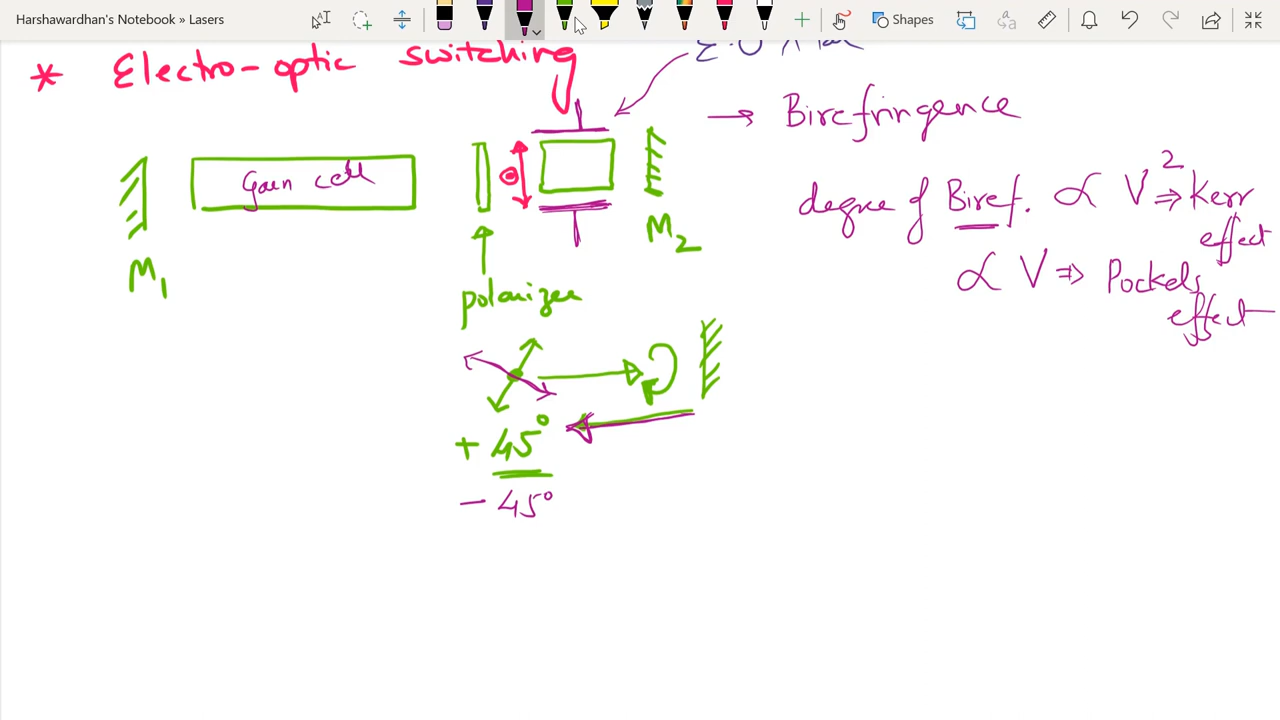 Harshawardhan's Notebook » Lasers
Shapes
* Electro-optic switching
→ Birefringence
Gain cell
degree of Biref. ∝ V² ⇒ Kerr effect
∝ V ⇒ Pockels effect
M₁
M₂
polarizer
+ 45°
- 45°